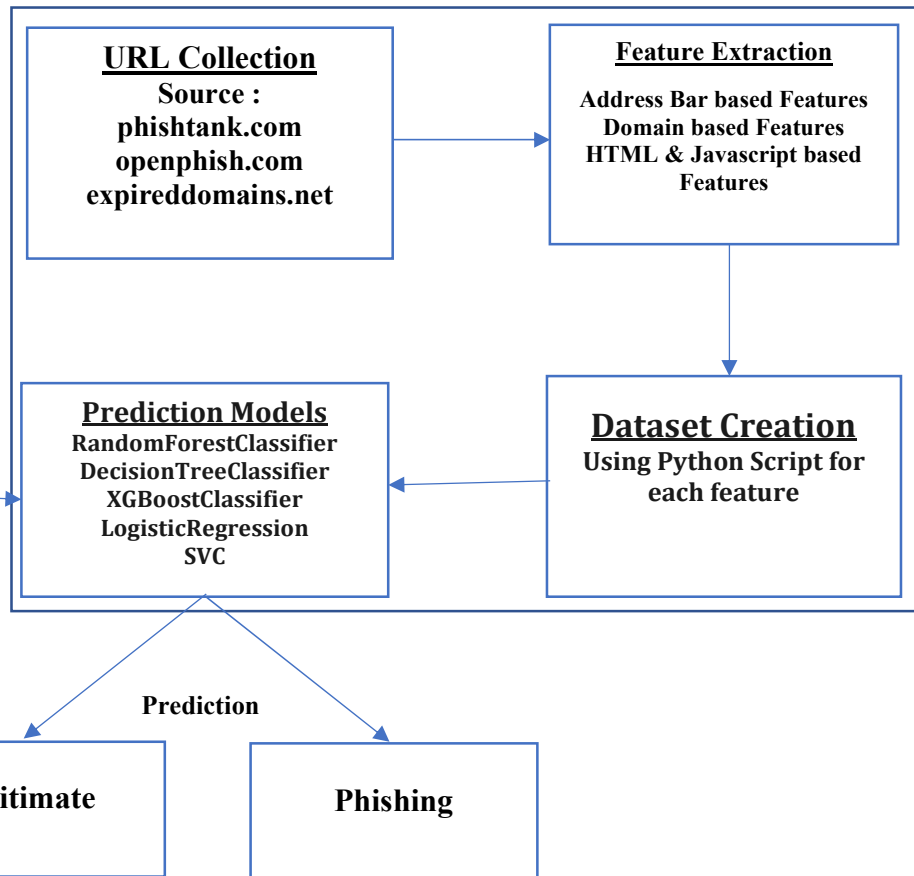 URL Collection
Source :
phishtank.com
openphish.com
expireddomains.net
Feature Extraction
Address Bar based Features
Domain based Features
HTML & Javascript based
Features
Prediction Models
RandomForestClassifier
DecisionTreeClassifier
XGBoostClassifier
LogisticRegression
SVC
Dataset Creation
Using Python Script for
each feature
Prediction
itimate
Phishing